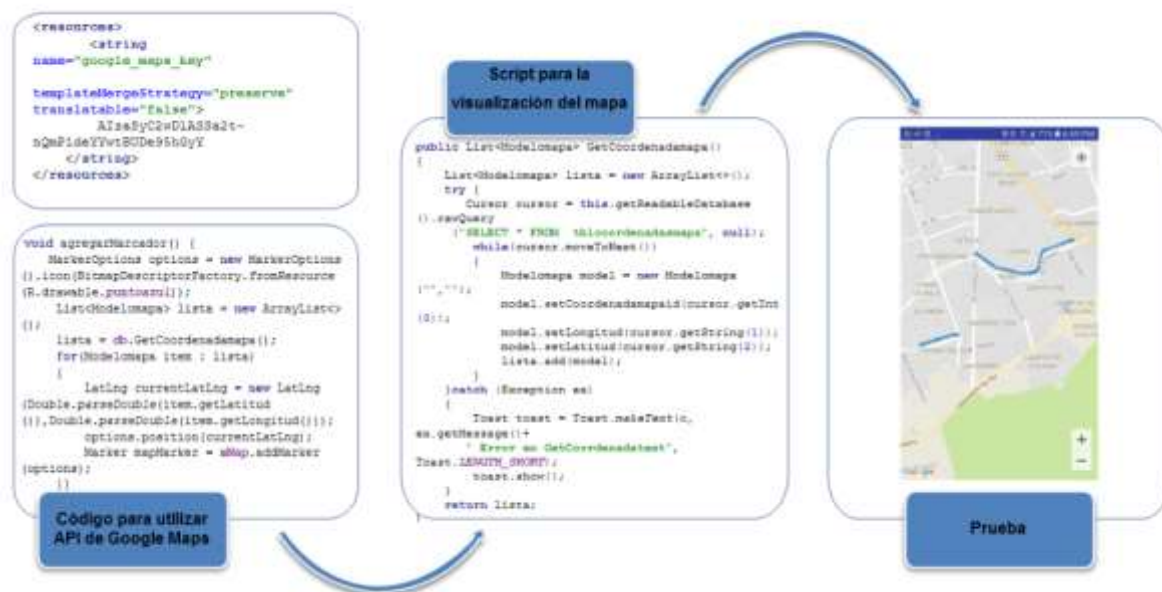 <resources>
<string
name="google_maps_key"
templateMergeStrategy="preserve"
translatable="false">
</string>
</resources>
void agregarMarcador() {
MarkerOptions options = new MarkerOptions
().icon(BitmapDescriptorFactory.fromResource
(R.drawable.puntoazul));
List<Modelomapa> lista = new ArrayList<>
();
lista = db.GetCoordenadamapa();
for(Modelomapa item : lista)
{
LatLng currentLatLng = new LatLng
(Double.parseDouble(item.getLatitud
()),Double.parseDouble(item.getLongitud()));
options.position(currentLatLng);
Marker mapMarker = mMap.addMarker
(options);
}}
Código para utilizar
API de Google Maps
Script para la
visualización del mapa
public List<Modelomapa> GetCoordenadamapa()
{
List<Modelomapa> lista = new ArrayList<>();
try {
Cursor cursor = this.getReadableDatabase
().rawQuery
("SELECT * FROM tblcordenadamapa", null);
while(cursor.moveToNext())
{
Modelomapa model = new Modelomapa
("","");
model.setCoordenadamapaid(cursor.getInt
(0));
model.setLongitud(cursor.getString(1));
model.setLatitud(cursor.getString(2));
lista.add(model);
}
}catch (Exception ex)
{
Toast toast = Toast.makeText(c,
ex.getMessage()+
" Error en GetCoordenadatest",
Toast.LENGTH_SHORT);
toast.show();
}
return lista;
}
Prueba